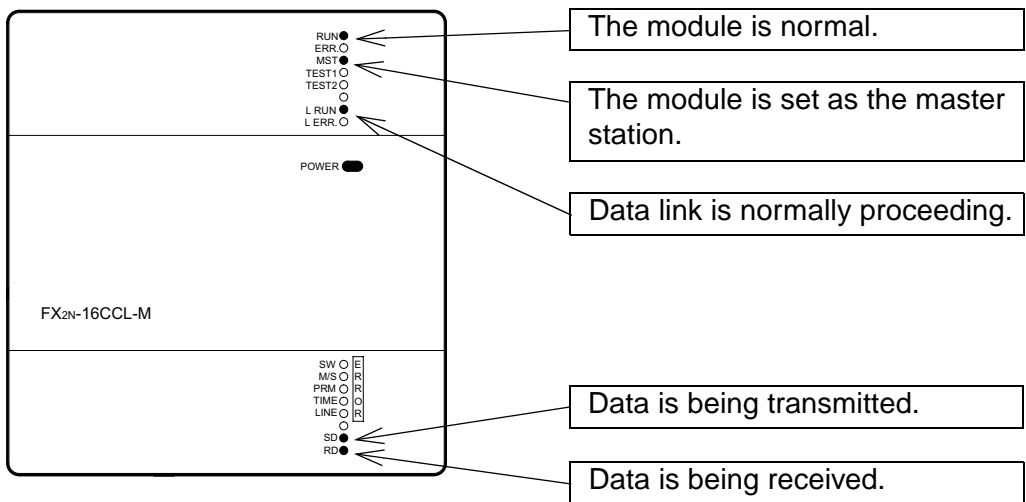 RUN
ERR.
MST
TEST1
TEST2
L RUN
L ERR.
POWER
FX2N-16CCL-M
SW
M/S
PRM
TIME
LINE
ERROR
SD
RD
The module is normal.
The module is set as the master
station.
Data link is normally proceeding.
Data is being transmitted.
Data is being received.